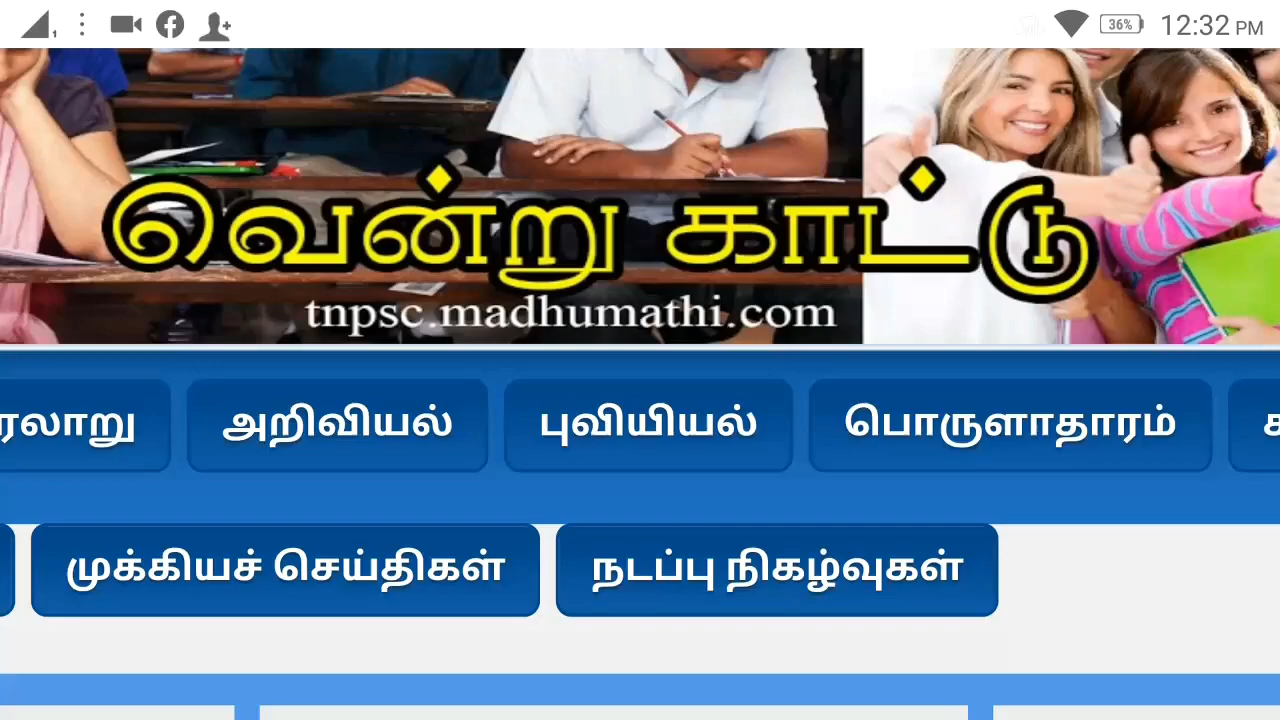 36% 12:32 PM
வென்று காட்டு
tnpsc.madhumathi.com
அறிவியல் புவியியல் பொருளாதாரம்
முக்கியச் செய்திகள் நடப்பு நிகழ்வுகள்